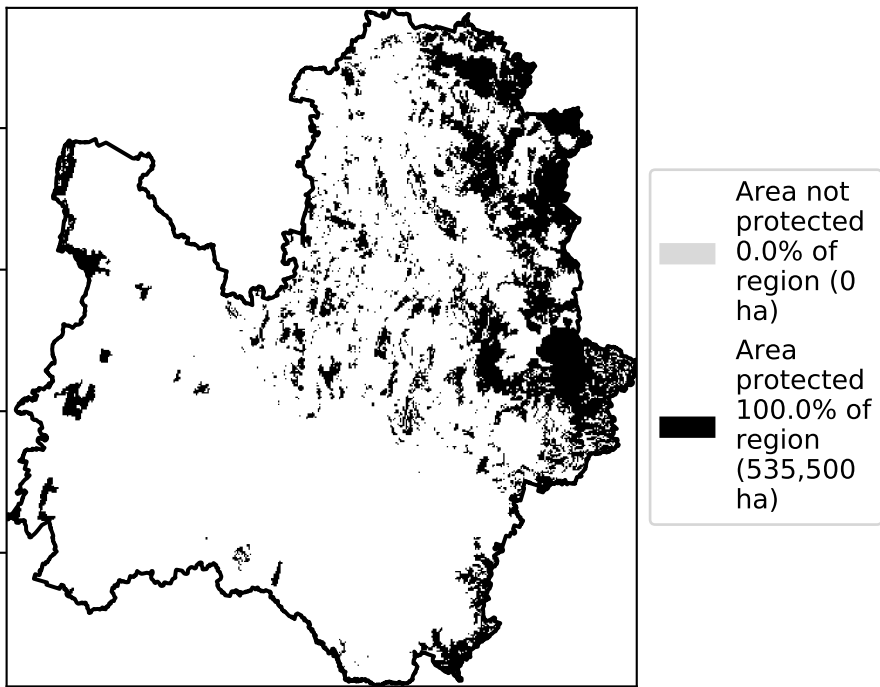 Area not
protected
0.0% of
region (0
ha)
Area
protected
100.0% of
region
(535,500
ha)